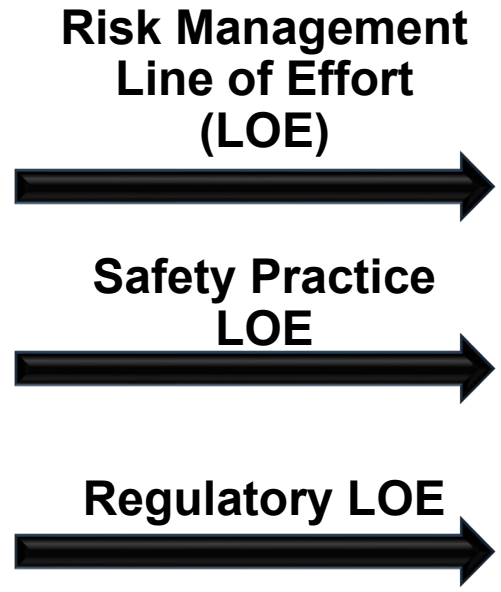 Risk Management
Line of Effort
(LOE)
Safety Practice
LOE
Regulatory LOE